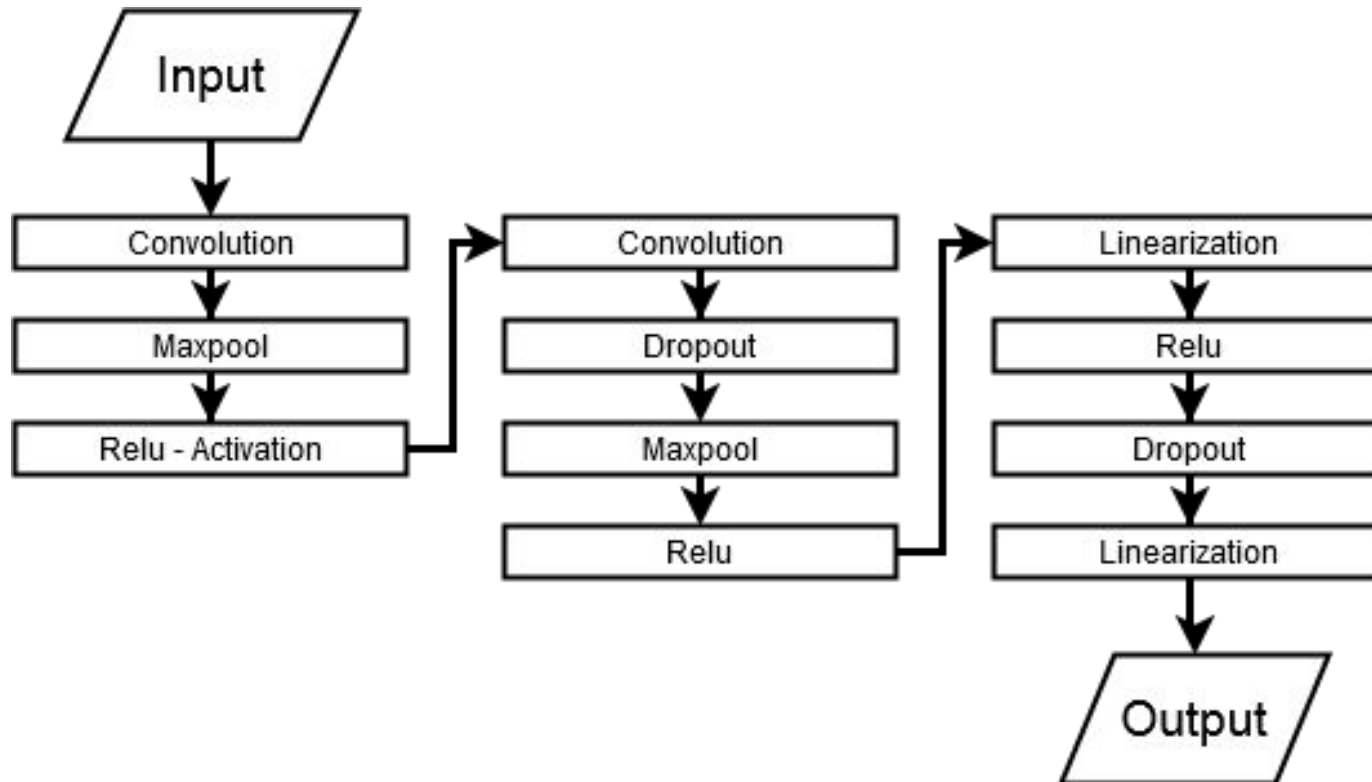 Input
Convolution
Maxpool
Relu - Activation
Convolution
Dropout
Maxpool
Relu
Linearization
Relu
Dropout
Linearization
Output